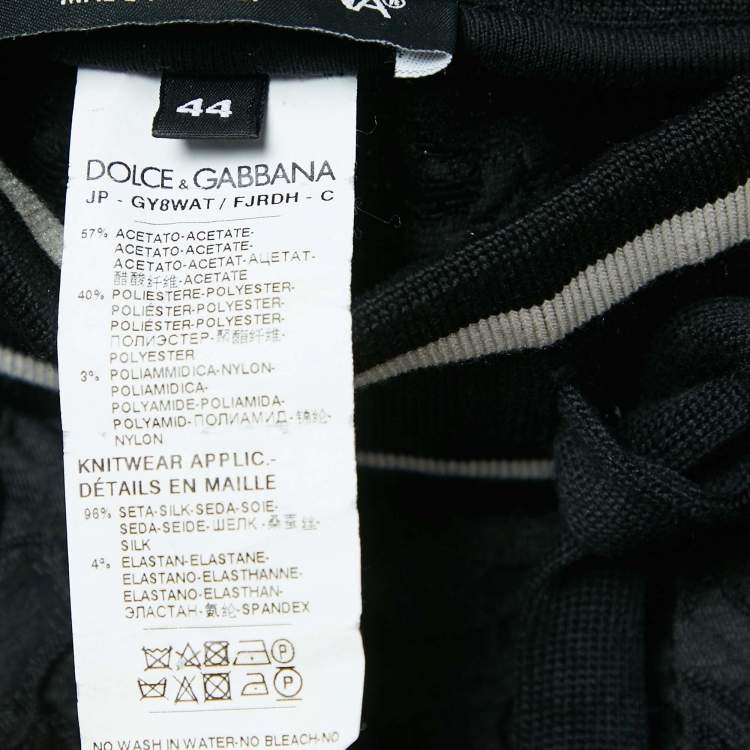 44
DOLCE & GABBANA
JP - GY8WAT / FJRDH - C
57% ACETATO-ACETATE-
ACETATO-ACETATE-
ACETATO-ACETAT-АЦЕТАТ-
醋酸纤维-ACETATE
40% POLIESTERE-POLYESTER-
POLIÉSTER-POLYESTER-
POLIÉSTER-POLYESTER-
ПОЛИЭСТЕР-聚酯纤维-
POLYESTER
3% POLIAMMIDICA-NYLON-
POLIAMIDICA-
POLYAMIDE-POLIAMIDA-
POLYAMID-ПОЛИАМИД-锦纶-
NYLON
KNITWEAR APPLIC.-
DÉTAILS EN MAILLE
96% SETA-SILK-SEDA-SOIE-
SEDA-SEIDE-ШЕЛК-桑蚕丝-
SILK
4% ELASTAN-ELASTANE-
ELASTANO-ELASTHANNE-
ELASTANO-ELASTHAN-
ЭЛАСТАН-氨纶-SPANDEX
NO WASH IN WATER-NO BLEACH-NO